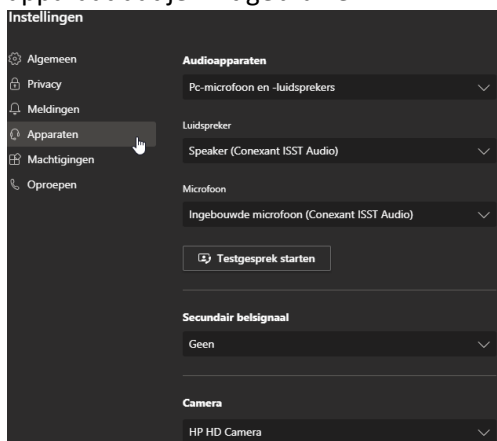 Instellingen
Algemeen
Privacy
Meldingen
Apparaten
Machtigingen
Oproepen
Audioapparaten
Pc-microfoon en -luidsprekers
Luidspreker
Speaker (Conexant ISST Audio)
Microfoon
Ingebouwde microfoon (Conexant ISST Audio)
Testgesprek starten
Secundair belsignaal
Geen
Camera
HP HD Camera